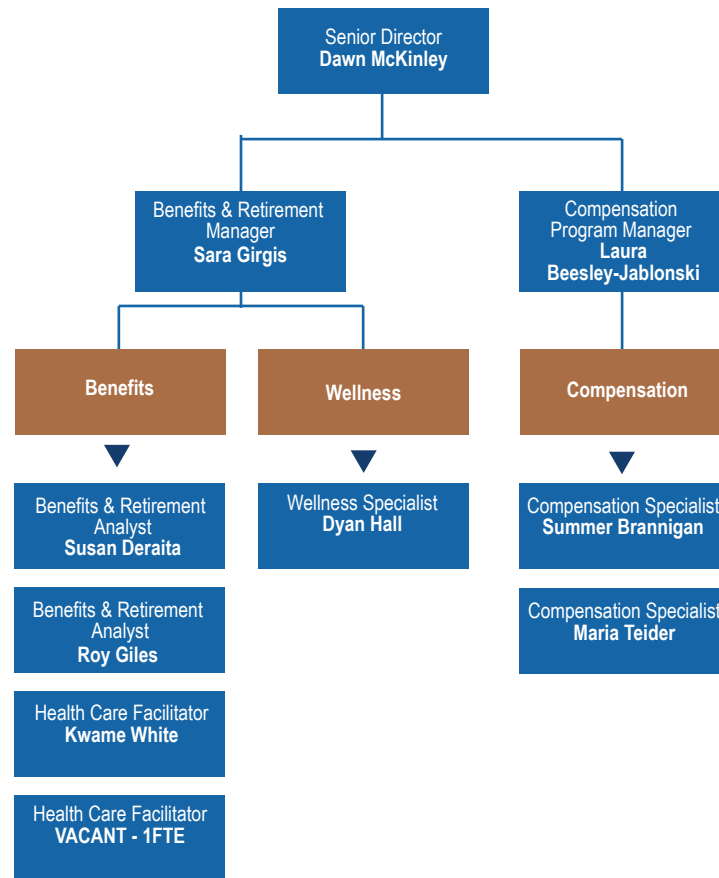 Senior Director
Dawn McKinley
Benefits & Retirement
Manager
Sara Girgis
Compensation
Program Manager
Laura
Beesley-Jablonski
Benefits
Wellness
Compensation
Benefits & Retirement
Analyst
Susan Deraita
Benefits & Retirement
Analyst
Roy Giles
Health Care Facilitator
Kwame White
Health Care Facilitator
VACANT - 1FTE
Wellness Specialist
Dyan Hall
Compensation Specialist
Summer Brannigan
Compensation Specialist
Maria Teider